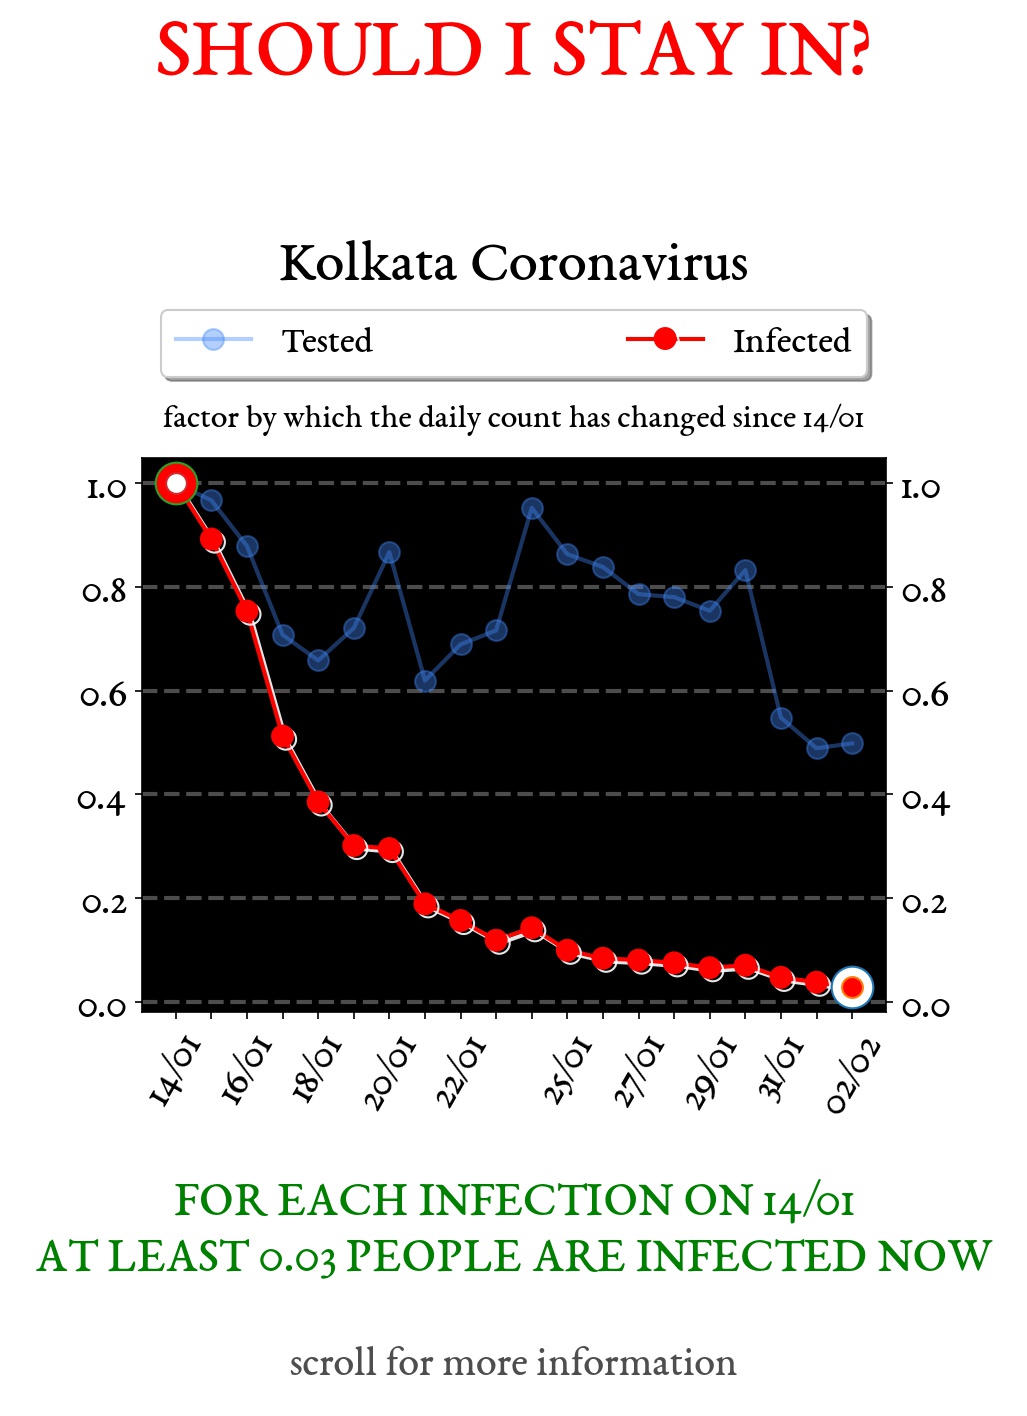 SHOULD I STAY IN?
Kolkata Coronavirus
Tested Infected
factor by which the daily count has changed since 14/01
1.0 1.0
0.8 0.8
0.6 0.6
0.4 0.4
0.2 0.2
0.0 0.0
14/01 16/01 18/01 20/01 22/01 25/01 27/01 29/01 31/01 02/02
FOR EACH INFECTION ON 14/01
AT LEAST 0.03 PEOPLE ARE INFECTED NOW
scroll for more information